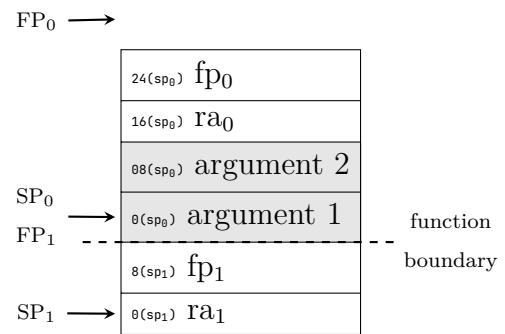 FP₀
24(sp₀) fp₀
16(sp₀) ra₀
08(sp₀) argument 2
SP₀
0(sp₀) argument 1
FP₁
function
boundary
8(sp₁) fp₁
SP₁
0(sp₁) ra₁